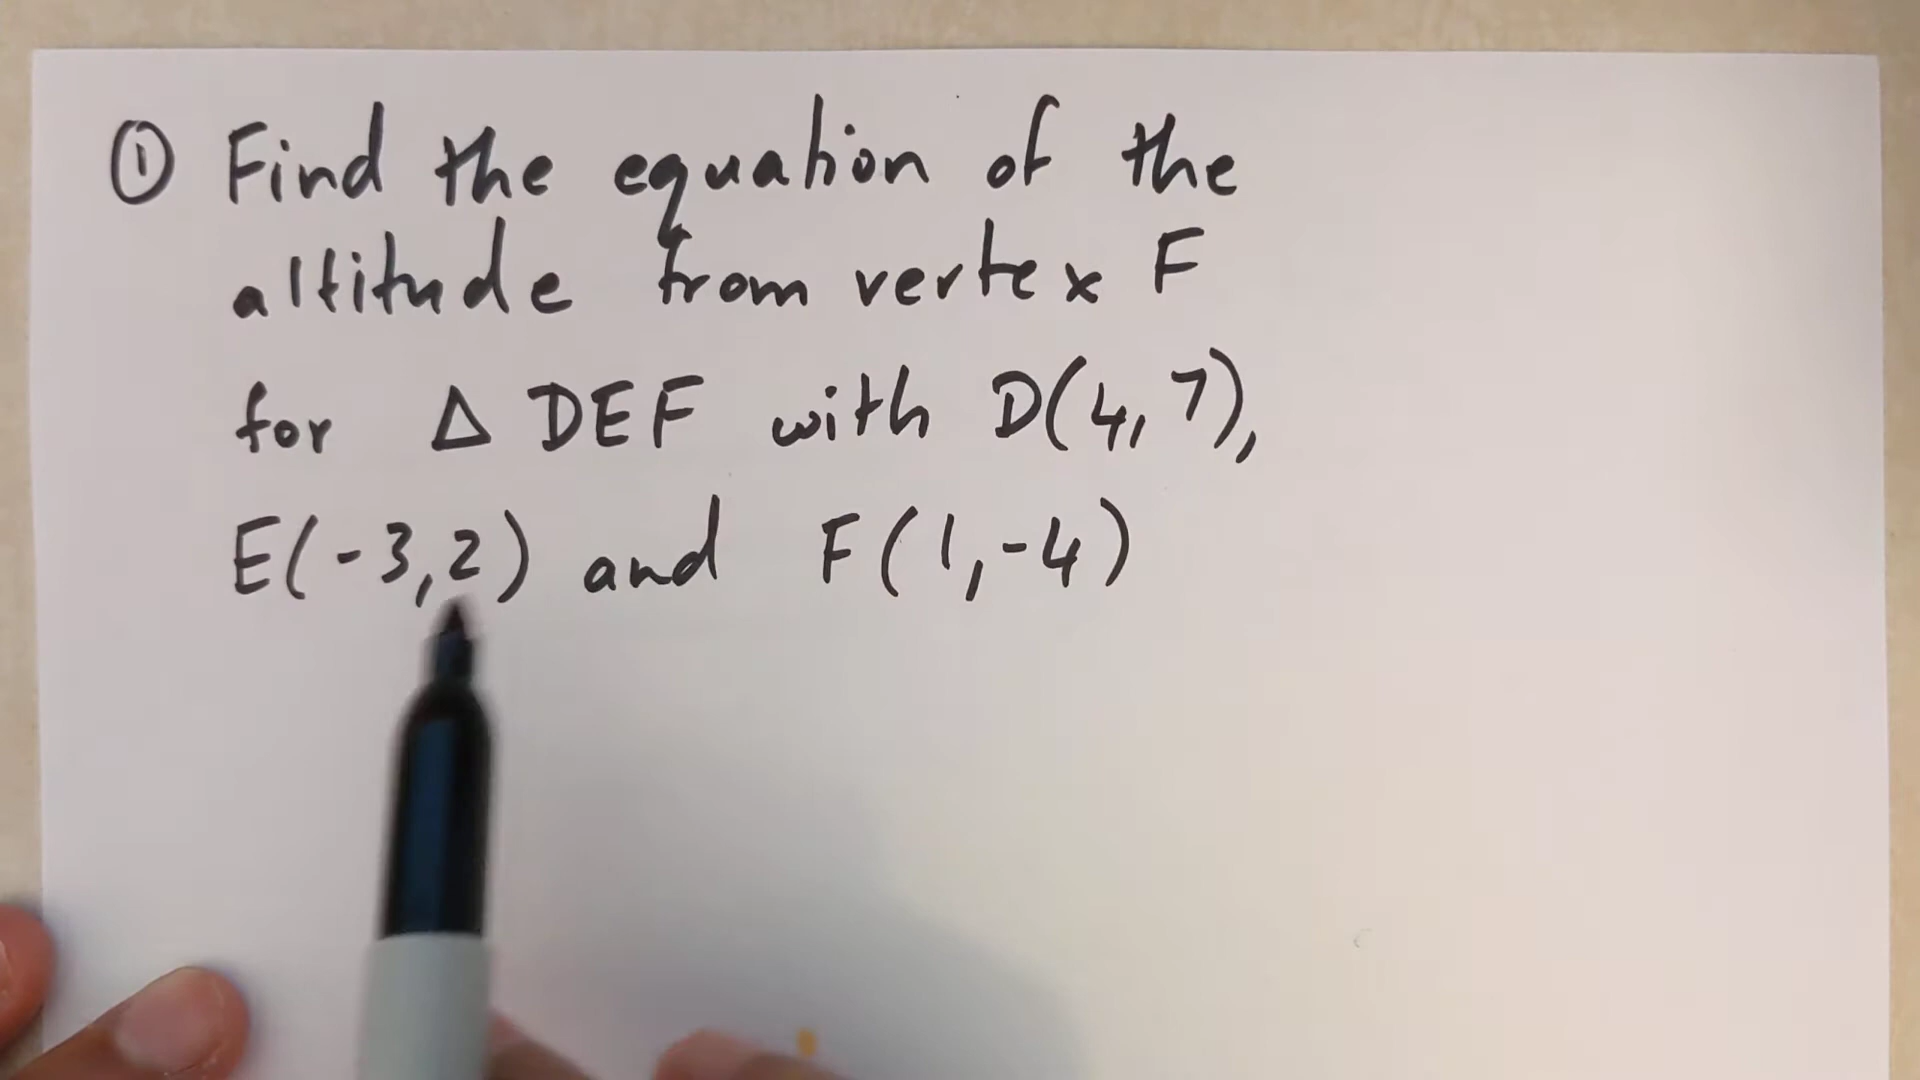 ① Find the equation of the
altitude from vertex F
for Δ DEF with D(4,7),
E(-3,2) and F(1,-4)